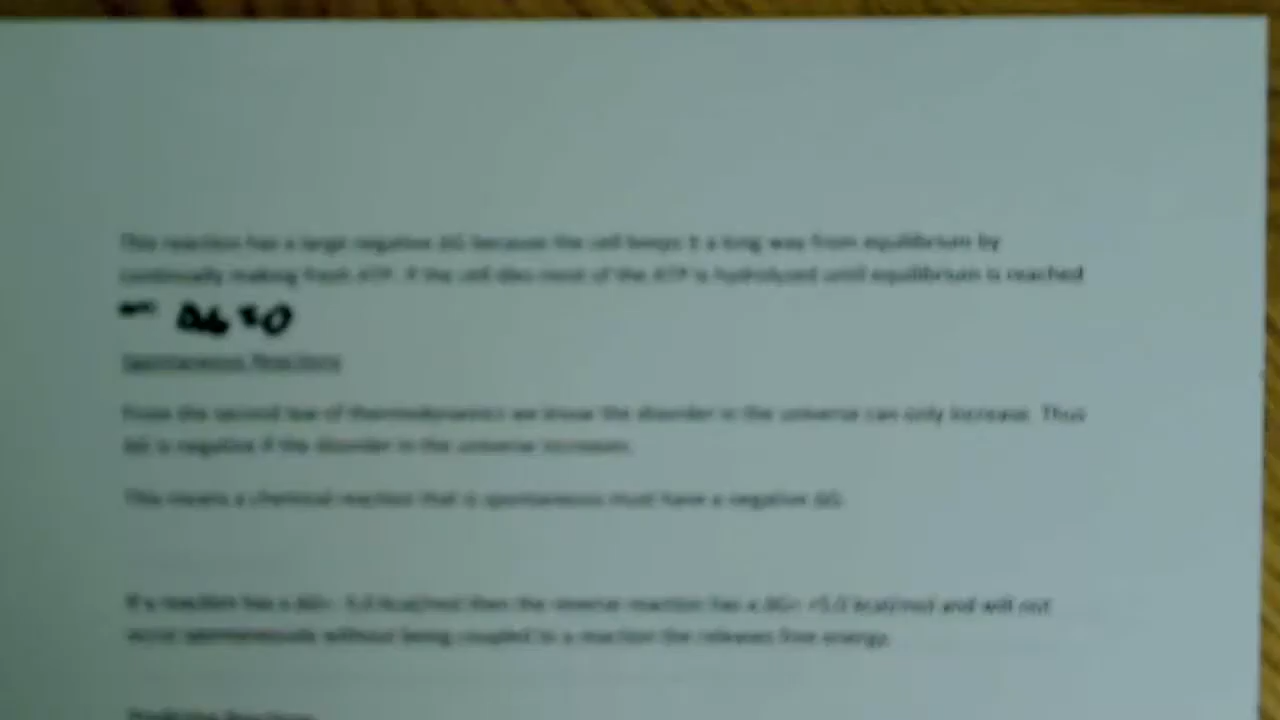 This reaction has a large negative ΔG because the cell keeps it a long way from equilibrium by
continually making fresh ATP. If the cell dies most of the ATP is hydrolyzed until equilibrium is reached
ΔG = 0
Spontaneous Reactions
From the second law of thermodynamics we know the disorder in the universe can only increase. Thus
ΔG is negative if the disorder in the universe increases.
This means a chemical reaction that is spontaneous must have a negative ΔG.
If a reaction has a ΔG= -5.0 kcal/mol then the reverse reaction has a ΔG= +5.0 kcal/mol and will not
occur spontaneously without being coupled to a reaction the releases free energy.
Reactions